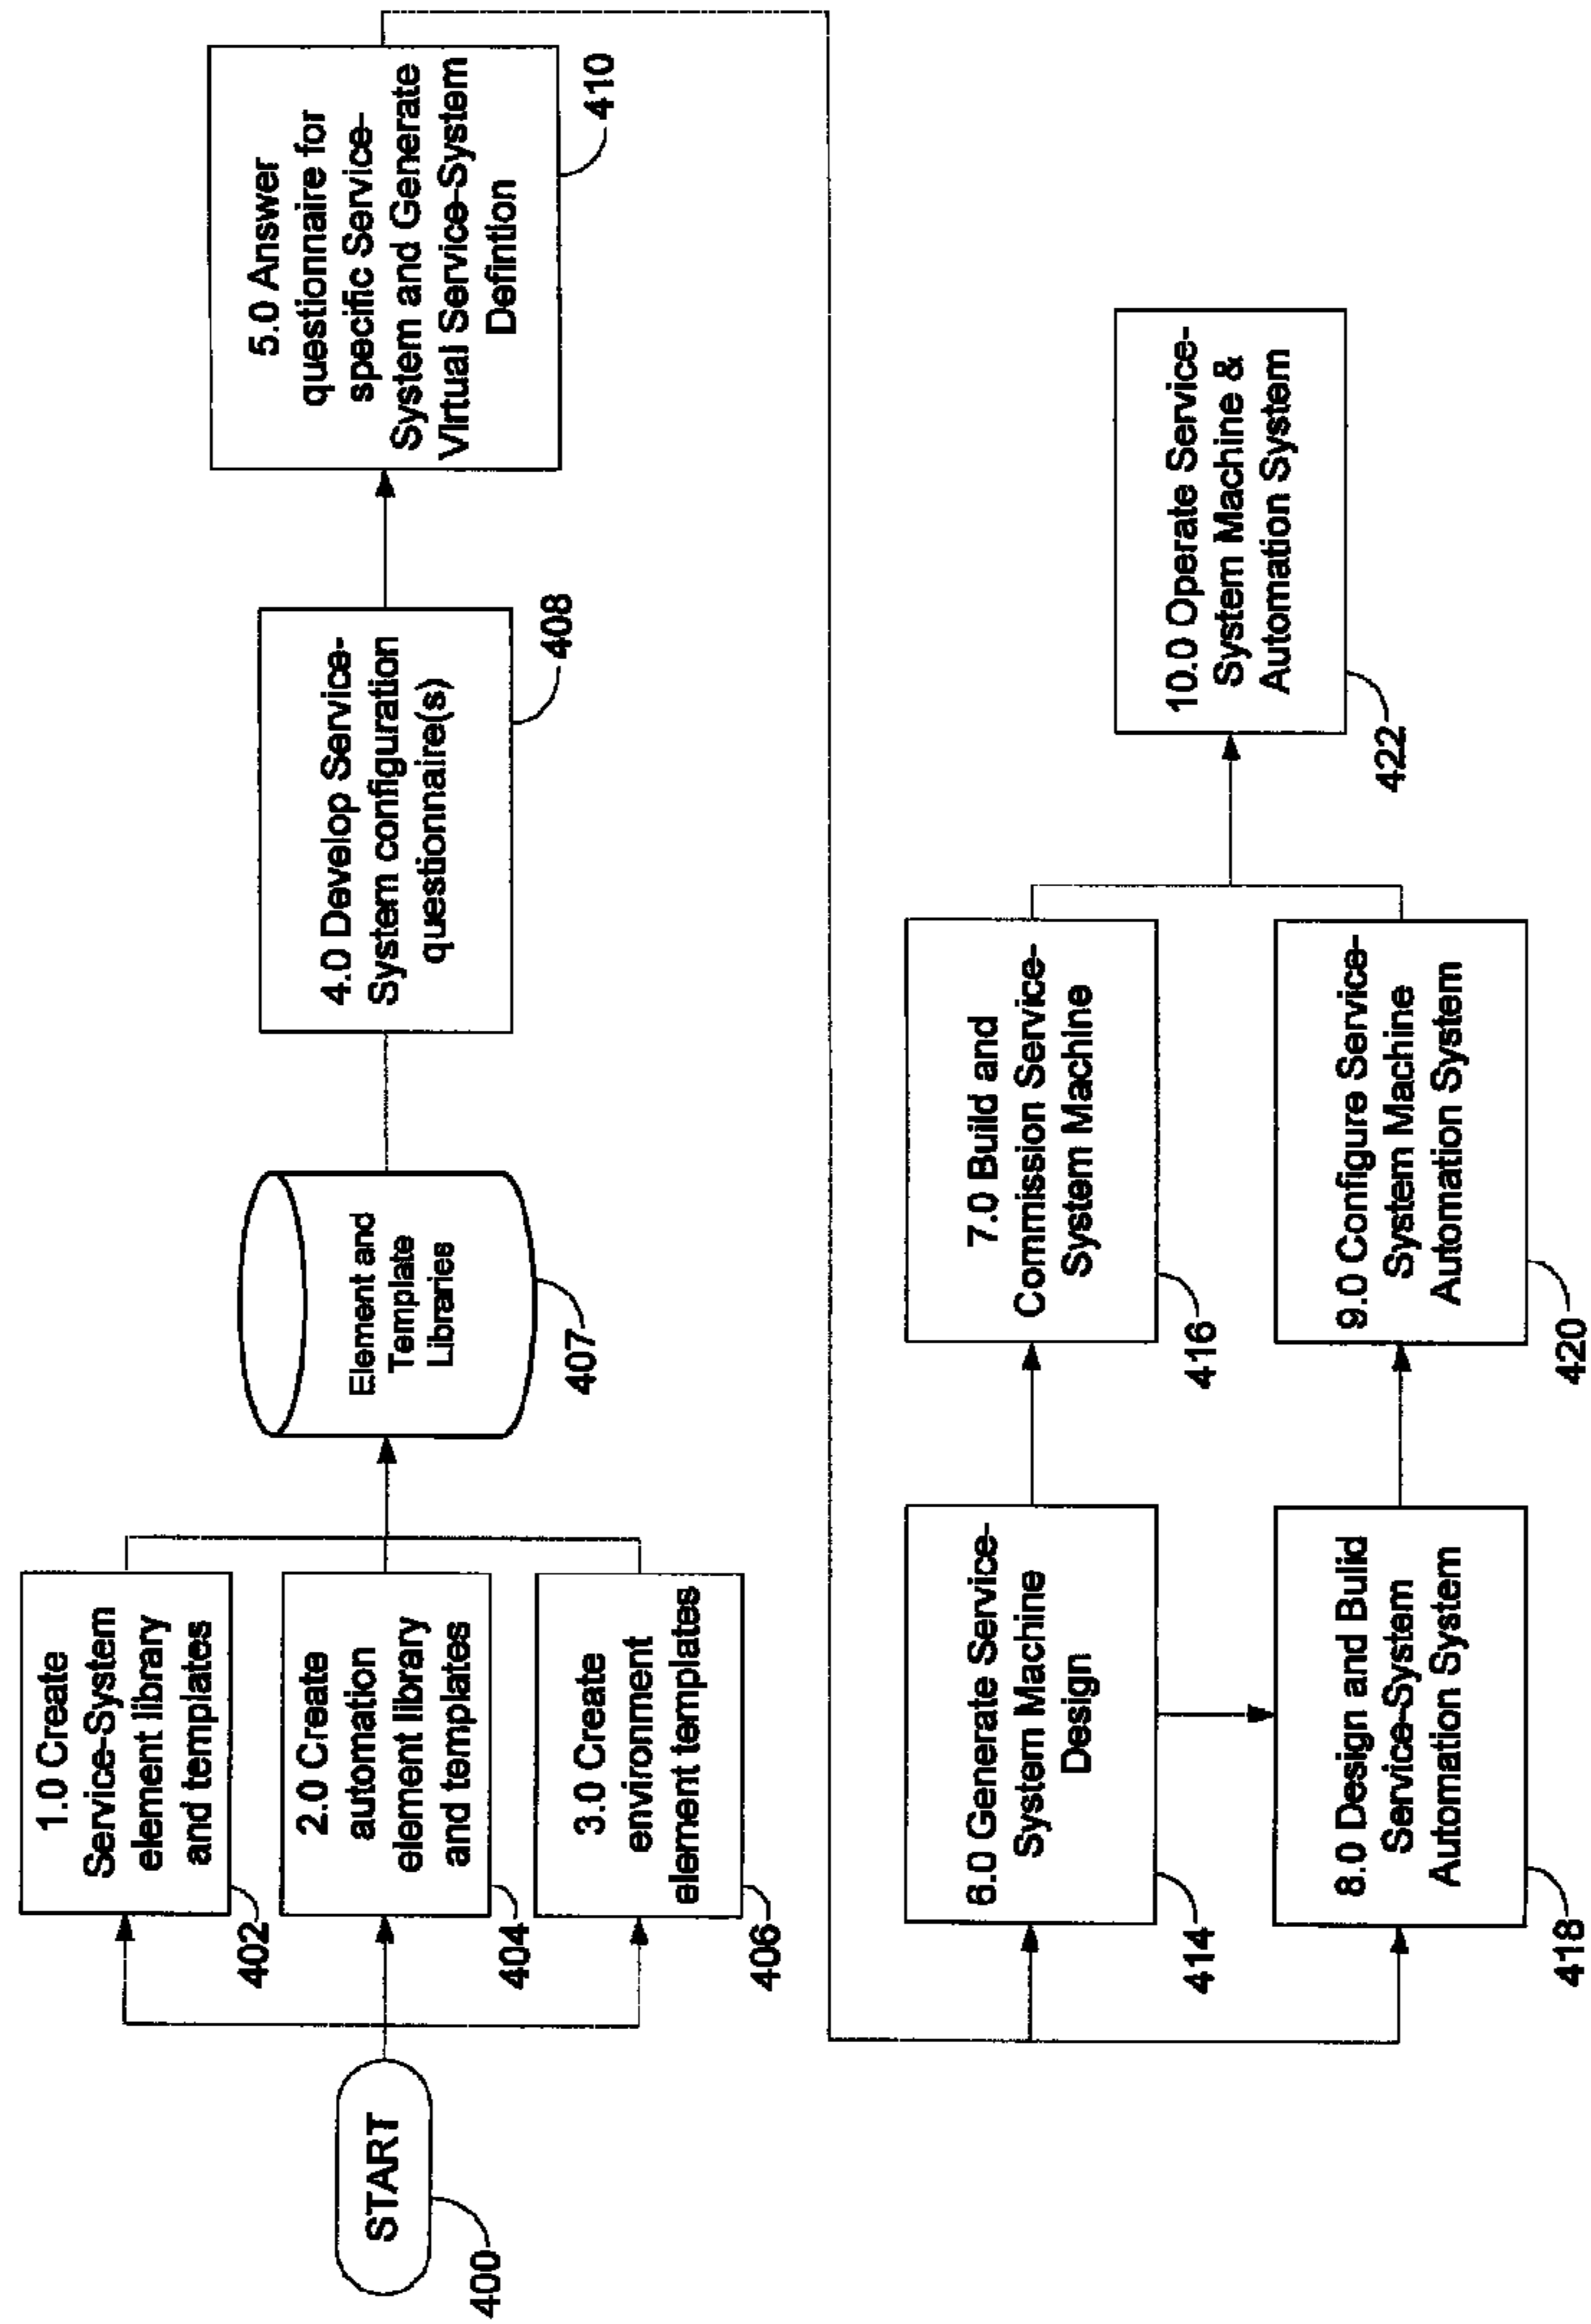 START
400
1.0 Create
Service-System
element library
and templates
402
2.0 Create
automation
element library
and templates
404
3.0 Create
environment
element templates
406
Element and
Template
Libraries
407
4.0 Develop Service-
System configuration
questionnaire(s)
408
5.0 Answer
questionnaire for
specific Service-
System and Generate
Virtual Service-System
Defintion
410
6.0 Generate Service-
System Machine
Design
414
7.0 Build and
Commission Service-
System Machine
416
8.0 Design and Bulid
Service-System
Automation System
418
9.0 Configure Service-
System Machine
Automation System
420
10.0 Operate Service-
System Machine &
Automation System
422